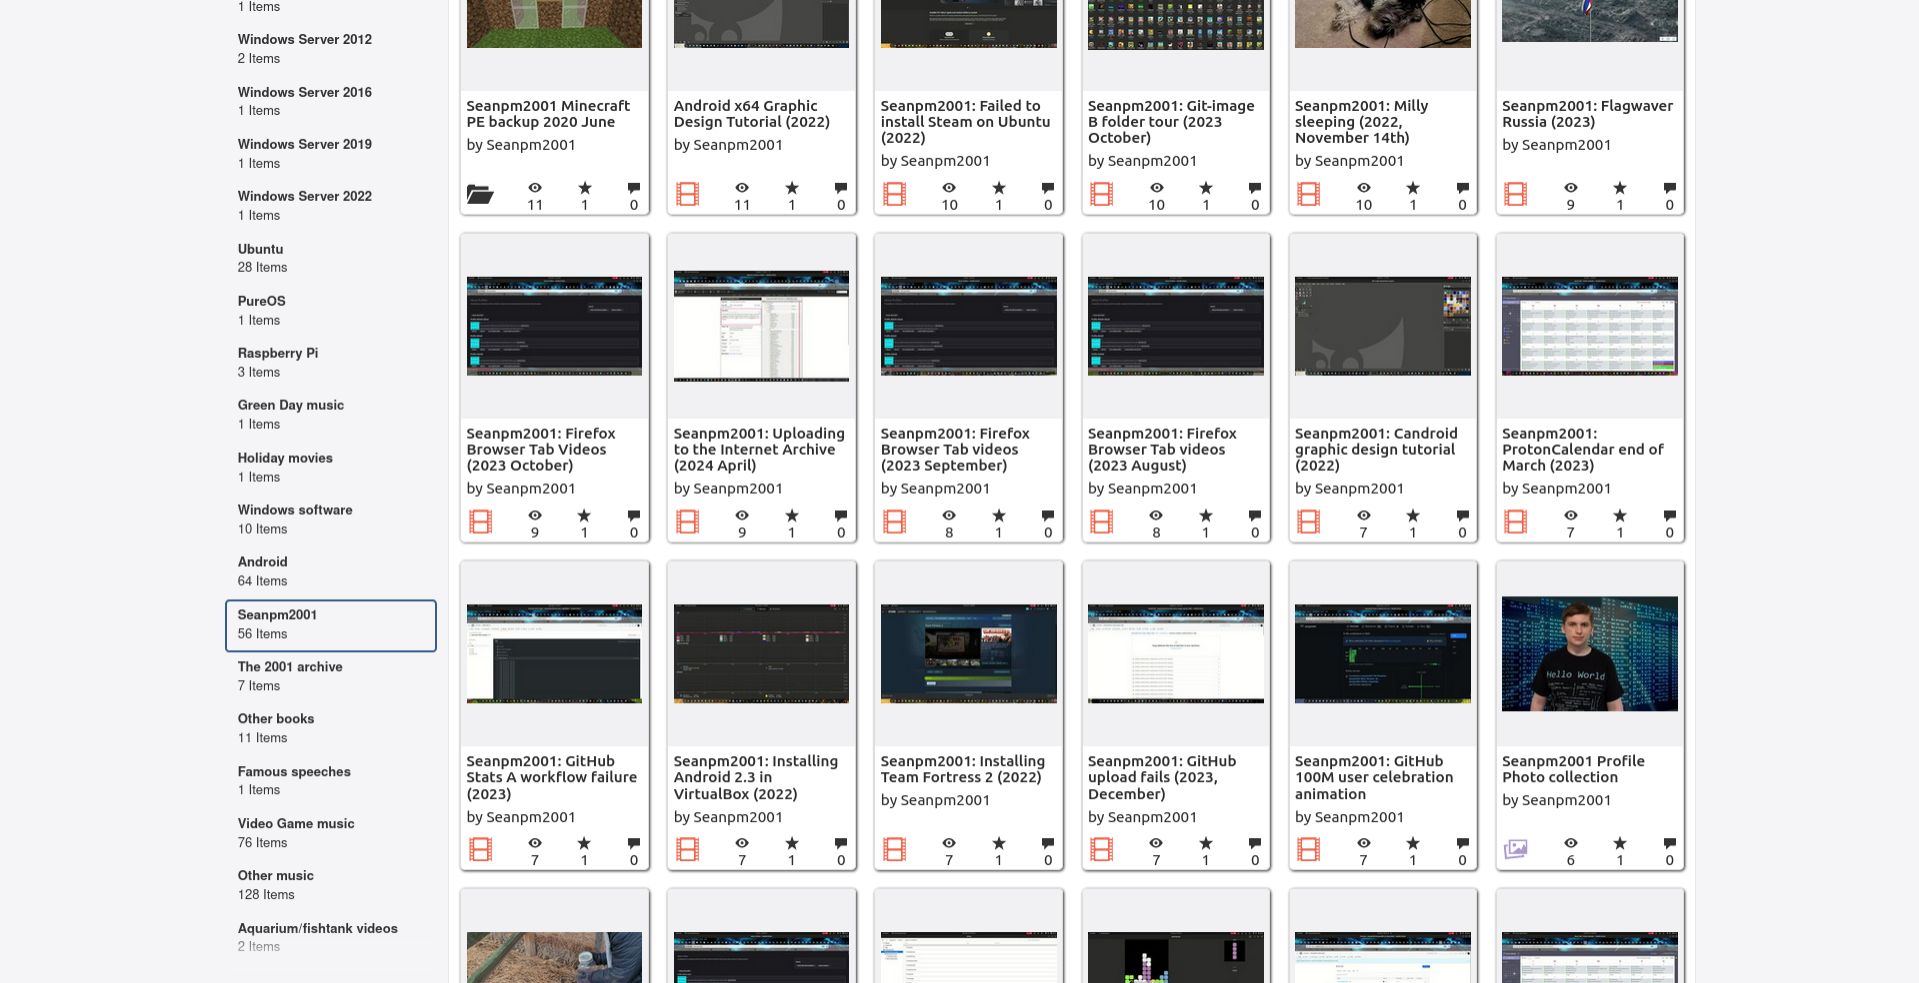 1 Items
Windows Server 2012
2 Items
Windows Server 2016
1 Items
Windows Server 2019
1 Items
Windows Server 2022
1 Items
Ubuntu
28 Items
PureOS
1 Items
Raspberry Pi
3 Items
Green Day music
1 Items
Holiday movies
1 Items
Windows software
10 Items
Android
64 Items
Seanpm2001
56 Items
The 2001 archive
7 Items
Other books
11 Items
Famous speeches
1 Items
Video Game music
76 Items
Other music
128 Items
Aquarium/fishtank videos
2 Items
Seanpm2001 Minecraft
PE backup 2020 June
by Seanpm2001
11 1 0
Android x64 Graphic
Design Tutorial (2022)
by Seanpm2001
11 1 0
Seanpm2001: Failed to
install Steam on Ubuntu
(2022)
by Seanpm2001
10 1 0
Seanpm2001: Git-image
B folder tour (2023
October)
by Seanpm2001
10 1 0
Seanpm2001: Milly
sleeping (2022,
November 14th)
by Seanpm2001
10 1 0
Seanpm2001: Flagwaver
Russia (2023)
by Seanpm2001
9 1 0
Seanpm2001: Firefox
Browser Tab Videos
(2023 October)
by Seanpm2001
9 1 0
Seanpm2001: Uploading
to the Internet Archive
(2024 April)
by Seanpm2001
9 1 0
Seanpm2001: Firefox
Browser Tab videos
(2023 September)
by Seanpm2001
8 1 0
Seanpm2001: Firefox
Browser Tab videos
(2023 August)
by Seanpm2001
8 1 0
Seanpm2001: Candroid
graphic design tutorial
(2022)
by Seanpm2001
7 1 0
Seanpm2001:
ProtonCalendar end of
March (2023)
by Seanpm2001
7 1 0
Seanpm2001: GitHub
Stats A workflow failure
(2023)
by Seanpm2001
7 1 0
Seanpm2001: Installing
Android 2.3 in
VirtualBox (2022)
by Seanpm2001
7 1 0
Seanpm2001: Installing
Team Fortress 2 (2022)
by Seanpm2001
7 1 0
Seanpm2001: GitHub
upload fails (2023,
December)
by Seanpm2001
7 1 0
Seanpm2001: GitHub
100M user celebration
animation
by Seanpm2001
7 1 0
Hello World
Seanpm2001 Profile
Photo collection
by Seanpm2001
6 1 0